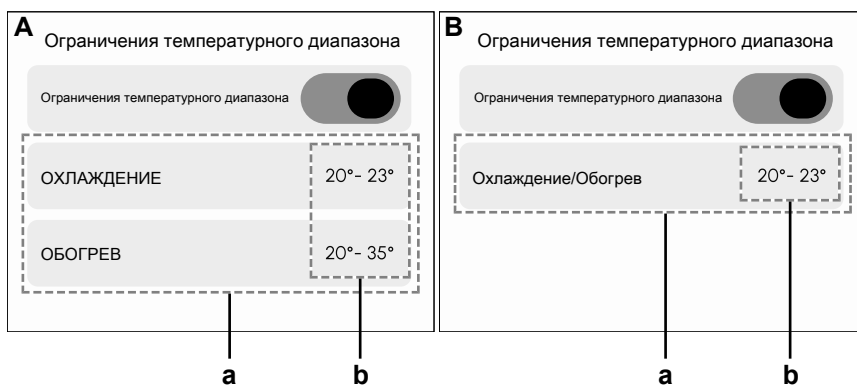 A
Ограничения температурного диапазона
Ограничения температурного диапазона
ОХЛАЖДЕНИЕ 20°- 23°
ОБОГРЕВ 20°- 35°
a b
B
Ограничения температурного диапазона
Ограничения температурного диапазона
Охлаждение/Обогрев 20°- 23°
a b